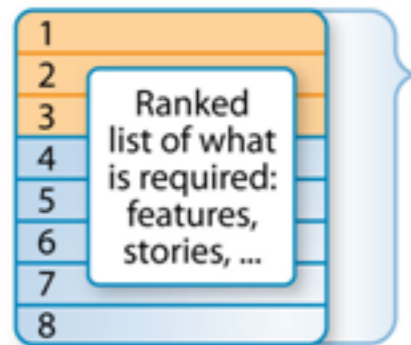 1
2
3
4
5
6
7
8
Ranked
list of what
is required:
features,
stories, ...